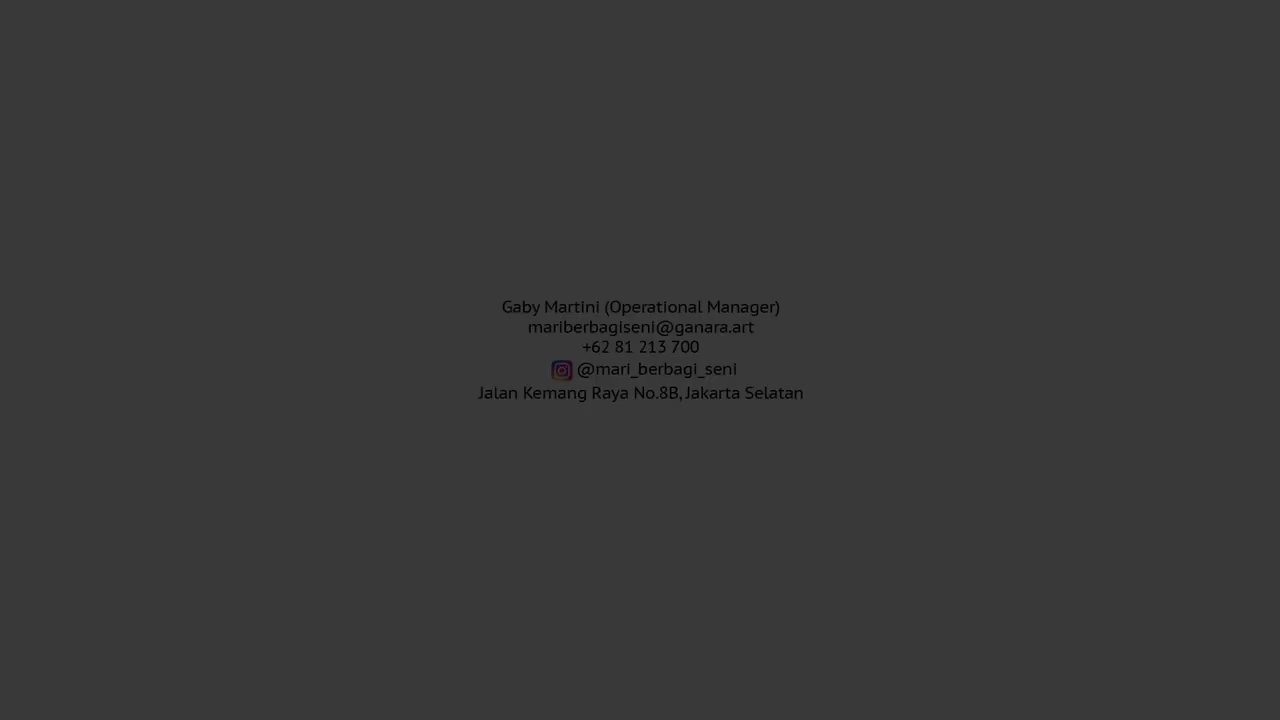 Gaby Martini (Operational Manager)
mariberbagiseni@ganara.art
+62 81 213 700
@mari_berbagi_seni
Jalan Kemang Raya No.8B, Jakarta Selatan